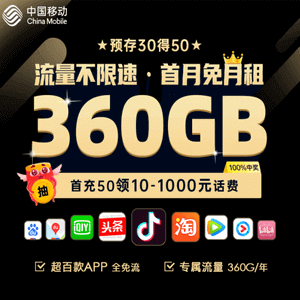 中国移动
China Mobile
★预存30得50★
流量不限速·首月免月租
360GB
100%中奖
抽
首充50领10-1000元话费
iQIY
头条
淘
超百款APP 全免流
专属流量 360G/年